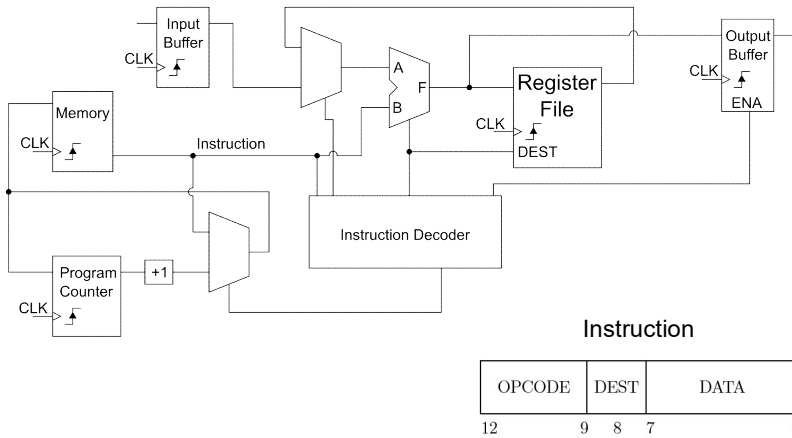 Input
Buffer
CLK
A
B
F
Register
File
CLK
DEST
Output
Buffer
CLK
ENA
Memory
CLK
Instruction
Instruction Decoder
Program
Counter
CLK
+1
Instruction
OPCODE DEST DATA
12 9 8 7